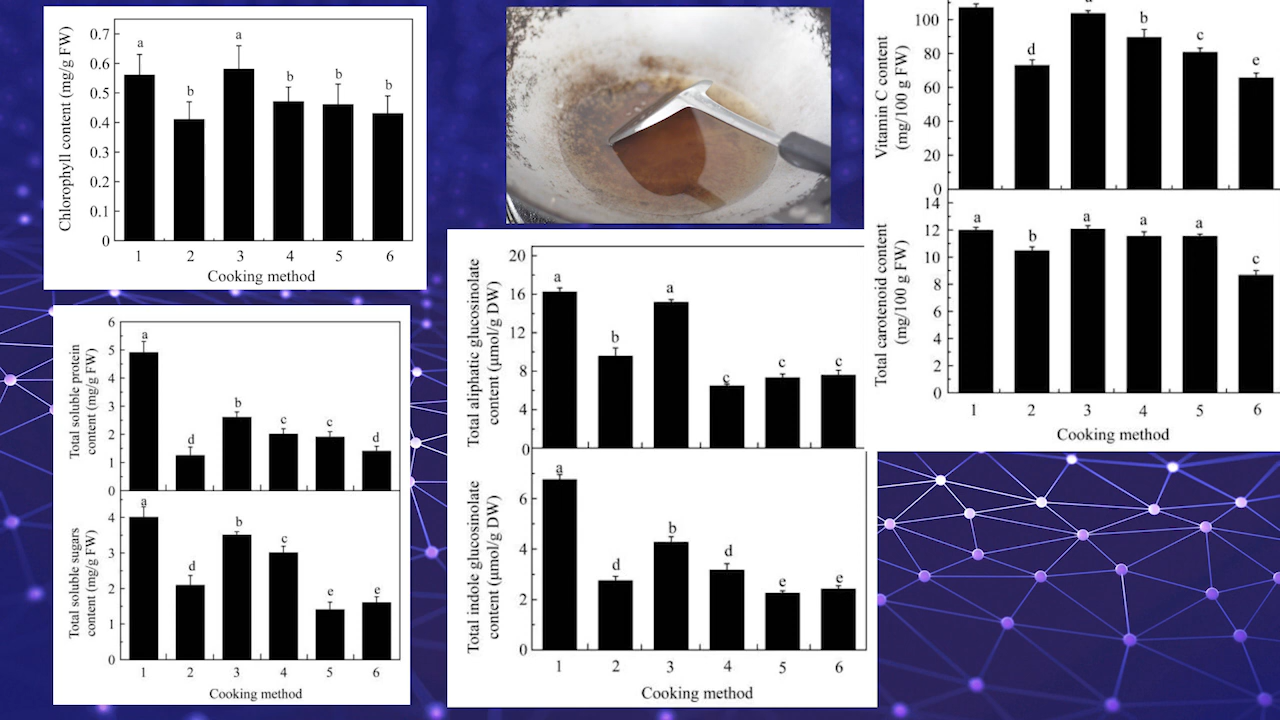 Chlorophyll content (mg/g FW)
0.7
0.6
0.5
0.4
0.3
0.2
0.1
0
a
b
a
b
b
b
1 2 3 4 5 6
Cooking method
Total soluble protein
content (mg/g FW)
6
5
4
3
2
1
0
a
d
b
c
c
d
Total soluble sugars
content (mg/g FW)
4
3
2
1
0
a
d
b
c
e
e
1 2 3 4 5 6
Cooking method
Total aliphatic glucosinolate
content (μmol/g DW)
20
16
12
8
4
0
a
b
a
c
c
c
Total indole glucosinolate
content (μmol/g DW)
6
4
2
0
a
d
b
d
e
e
1 2 3 4 5 6
Cooking method
Vitamin C content
(mg/100 g FW)
100
80
60
40
20
0
d
b
c
e
Total carotenoid content
(mg/100 g FW)
14
12
10
8
6
4
2
0
a
b
a
a
a
c
1 2 3 4 5 6
Cooking method